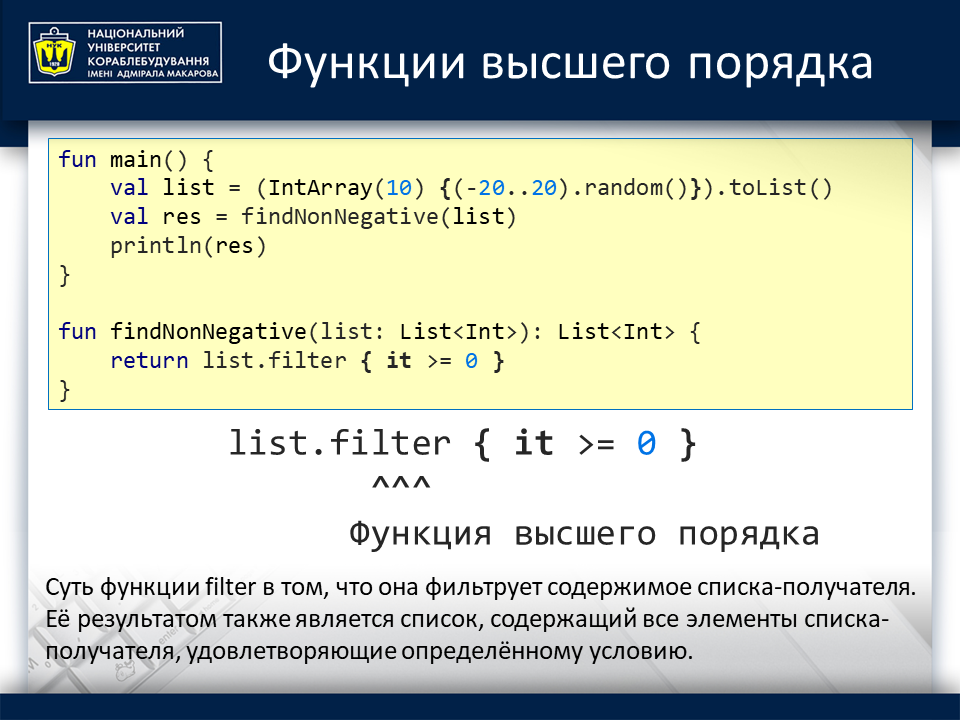 НАЦІОНАЛЬНИЙ
УНІВЕРСИТЕТ
КОРАБЛЕБУДУВАННЯ
ІМЕНІ АДМІРАЛА МАКАРОВА
НУК
1920
Функции высшего порядка
fun main() {
    val list = (IntArray(10) {(-20..20).random()}).toList()
    val res = findNonNegative(list)
    println(res)
}
fun findNonNegative(list: List<Int>): List<Int> {
    return list.filter { it >= 0 }
}
list.filter { it >= 0 }
^^^
Функция высшего порядка
Суть функции filter в том, что она фильтрует содержимое списка-получателя.
Её результатом также является список, содержащий все элементы списка-
получателя, удовлетворяющие определённому условию.